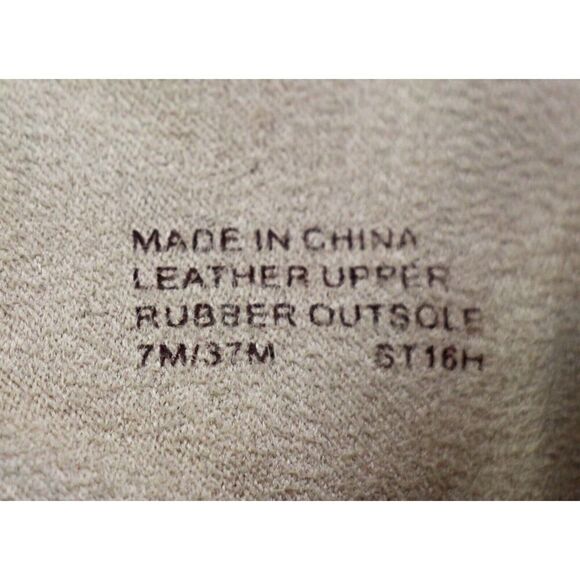 MADE IN CHINA
LEATHER UPPER
RUBBER OUTSOLE
7M/37M ST16H